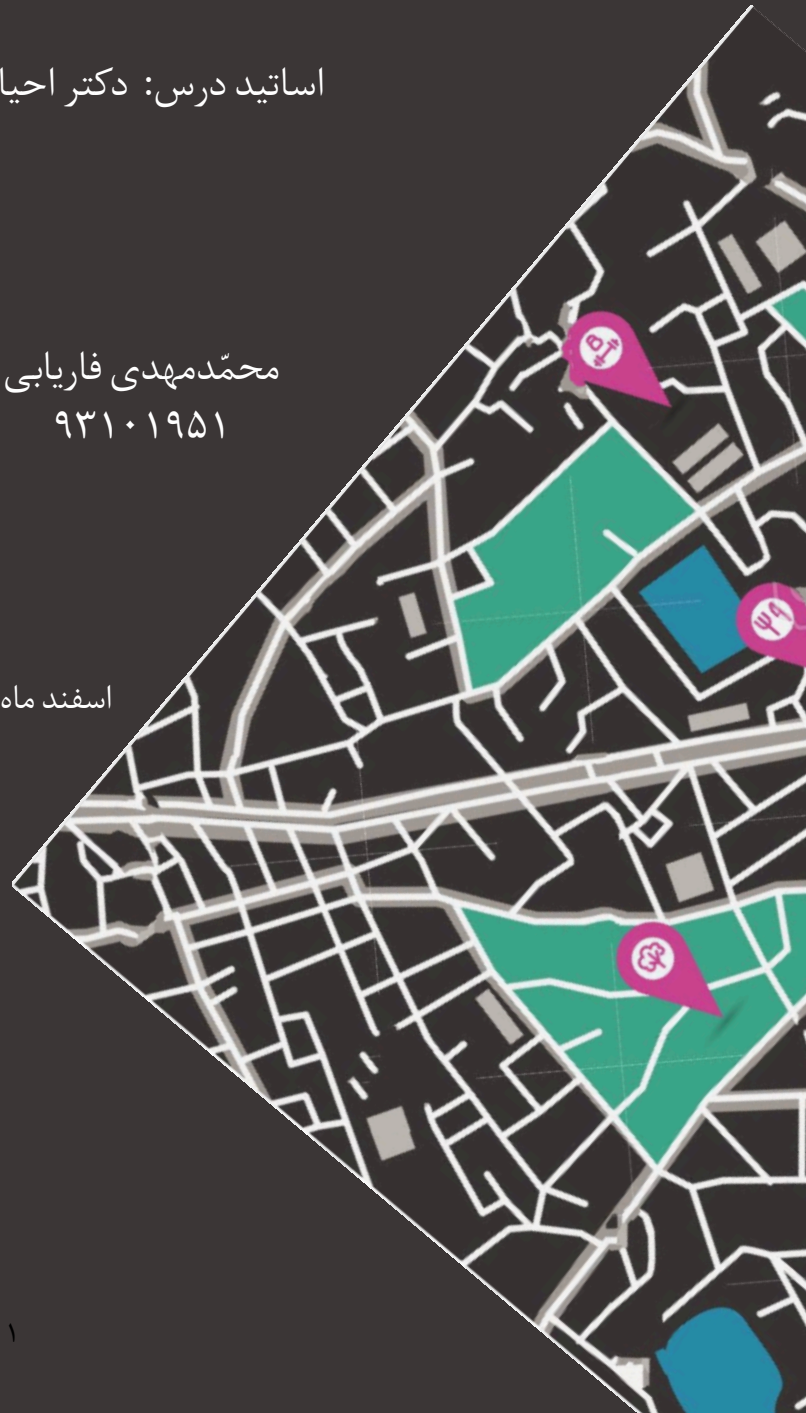 اساتید درس: دکتر احیا
محمّدمهدی فاریابی
۹۳۱۰۱۹۵۱
اسفند ماه
۱